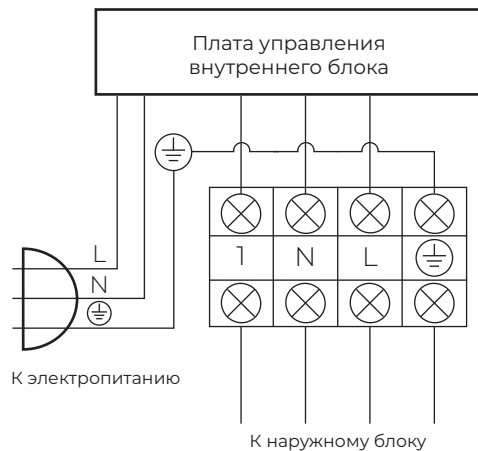 Плата управления
внутреннего блока
L
N
1 N L
К электропитанию
К наружному блоку